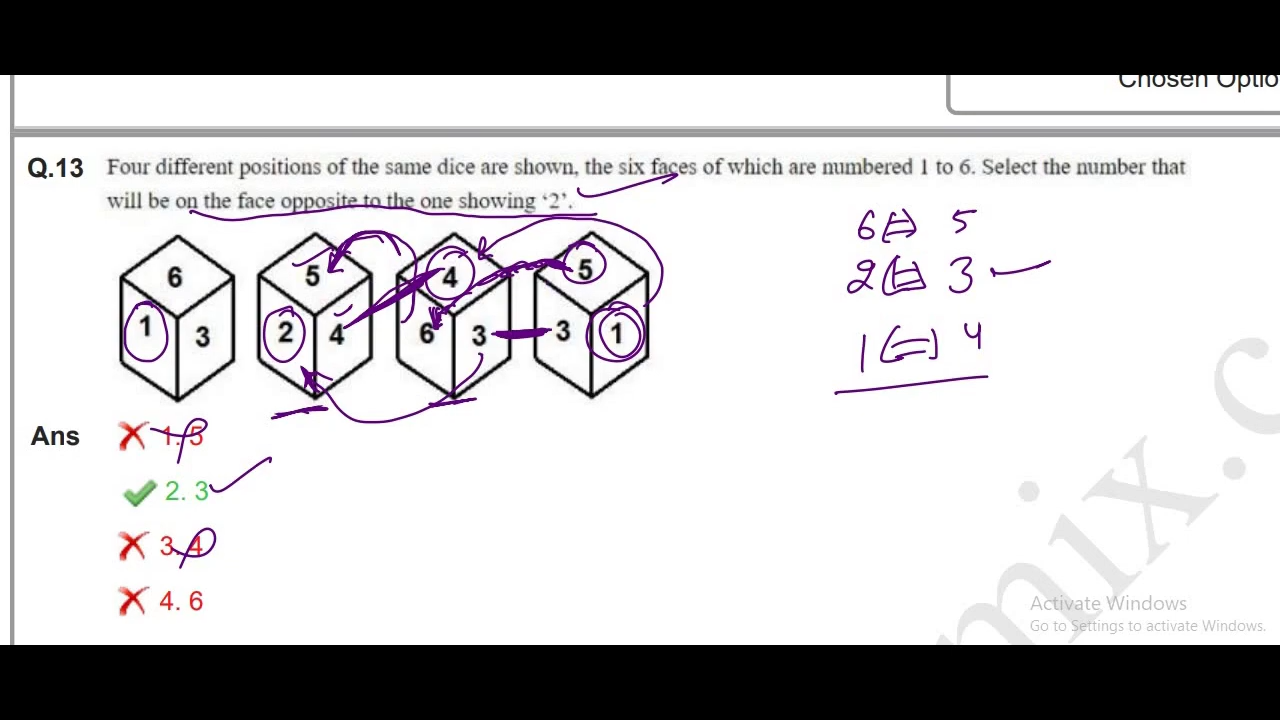 Chosen Optio
Q.13 Four different positions of the same dice are shown, the six faces of which are numbered 1 to 6. Select the number that
will be on the face opposite to the one showing ‘2’.
6 1 3
5 2 4
4 6 3
5 3 1
6 5
2 3
1 4
Ans
1. 5
2. 3
3. 4
4. 6
mix.c
Activate Windows
Go to Settings to activate Windows.